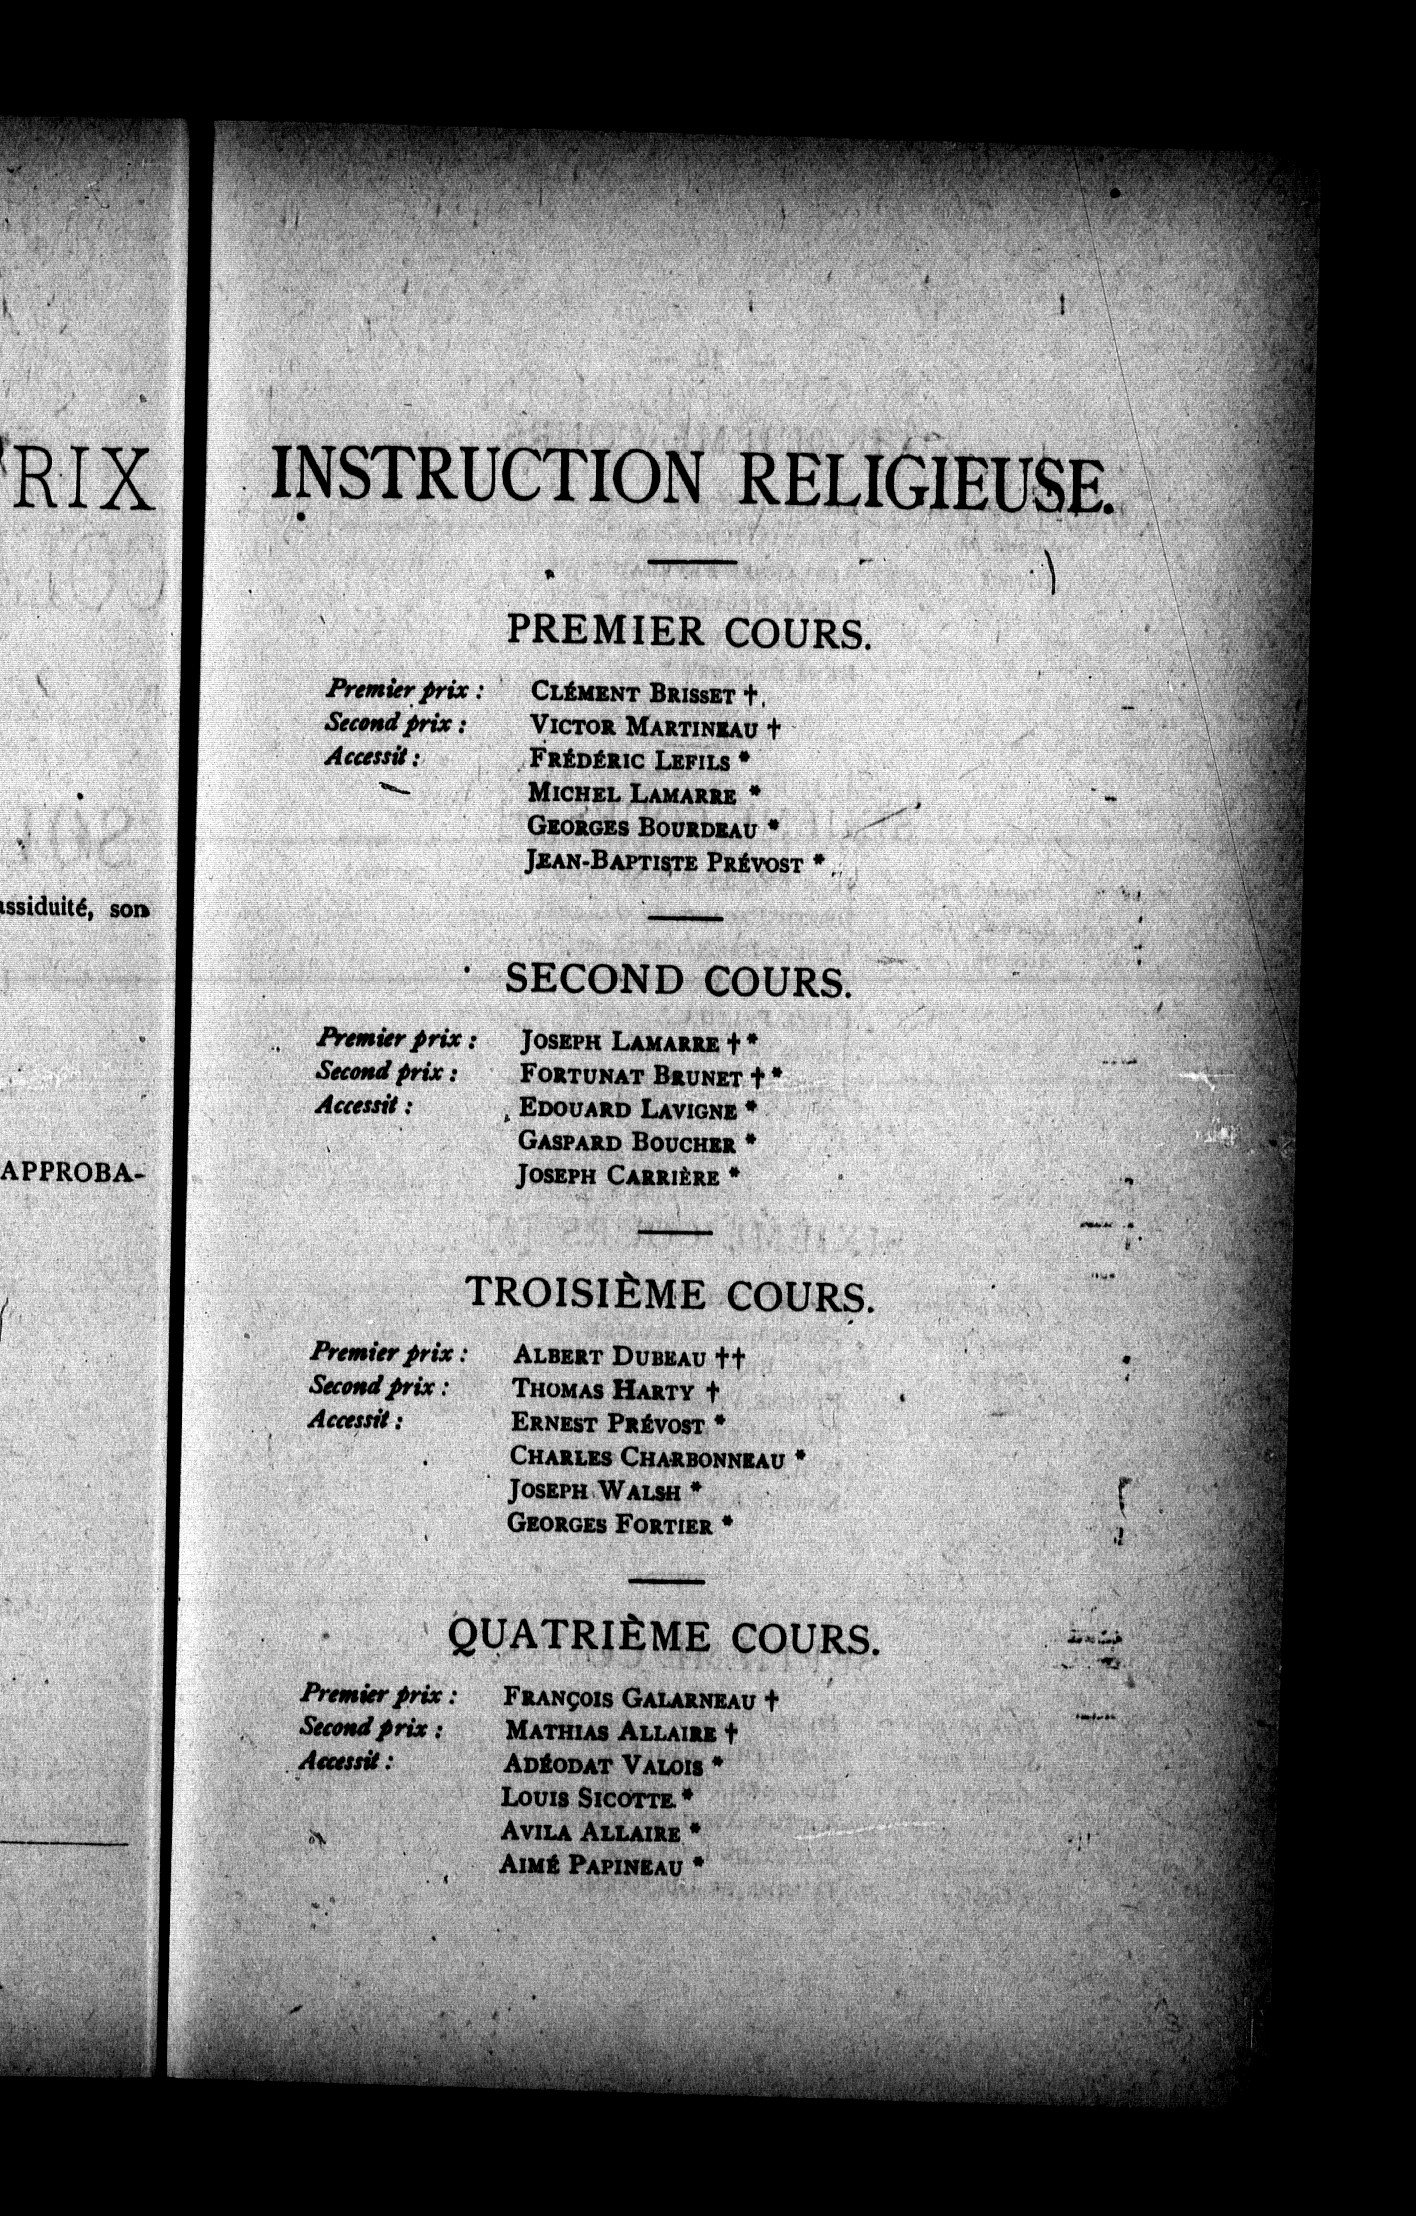 RIX
assiduité, son
APPROBA-
INSTRUCTION RELIGIEUSE.
PREMIER COURS.
Premier prix : CLÉMENT BRISSET †
Second prix : VICTOR MARTINEAU †
Accessit : FRÉDÉRIC LEFILS *
MICHEL LAMARRE *
GEORGES BOURDEAU *
JEAN-BAPTISTE PRÉVOST *
SECOND COURS.
Premier prix : JOSEPH LAMARRE † *
Second prix : FORTUNAT BRUNET † *
Accessit : EDOUARD LAVIGNE *
GASPARD BOUCHER *
JOSEPH CARRIÈRE *
TROISIÈME COURS.
Premier prix : ALBERT DUBEAU ††
Second prix : THOMAS HARTY †
Accessit : ERNEST PRÉVOST *
CHARLES CHARBONNEAU *
JOSEPH WALSH *
GEORGES FORTIER *
QUATRIÈME COURS.
Premier prix : FRANÇOIS GALARNEAU †
Second prix : MATHIAS ALLAIRE †
Accessit : ADÉODAT VALOIS *
LOUIS SICOTTE *
AVILA ALLAIRE *
AIMÉ PAPINEAU *